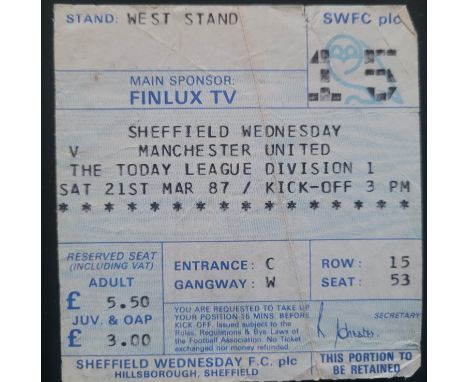 STAND: WEST STAND
SWFC plc
15
MAIN SPONSOR:
FINLUX TV
SHEFFIELD WEDNESDAY
V MANCHESTER UNITED
THE TODAY LEAGUE DIVISION 1
SAT 21ST MAR 87 / KICK-OFF 3 PM
* * * * * * * * * * * * * * * * * * * * * * * * * * *
RESERVED SEAT
(INCLUDING VAT)
ADULT
£ 5.50
JUV. & OAP
£ 3.00
ENTRANCE: C
GANGWAY: W
ROW: 15
SEAT: 53
YOU ARE REQUESTED TO TAKE UP
YOUR POSITION 15 MINS. BEFORE
KICK OFF. Issued subject to the
Rules, Regulations & Bye Laws of
the Football Association. No Ticket
exchanged nor money refunded.
SECRETARY
SHEFFIELD WEDNESDAY F.C. plc
HILLSBOROUGH, SHEFFIELD
THIS PORTION TO
BE RETAINED